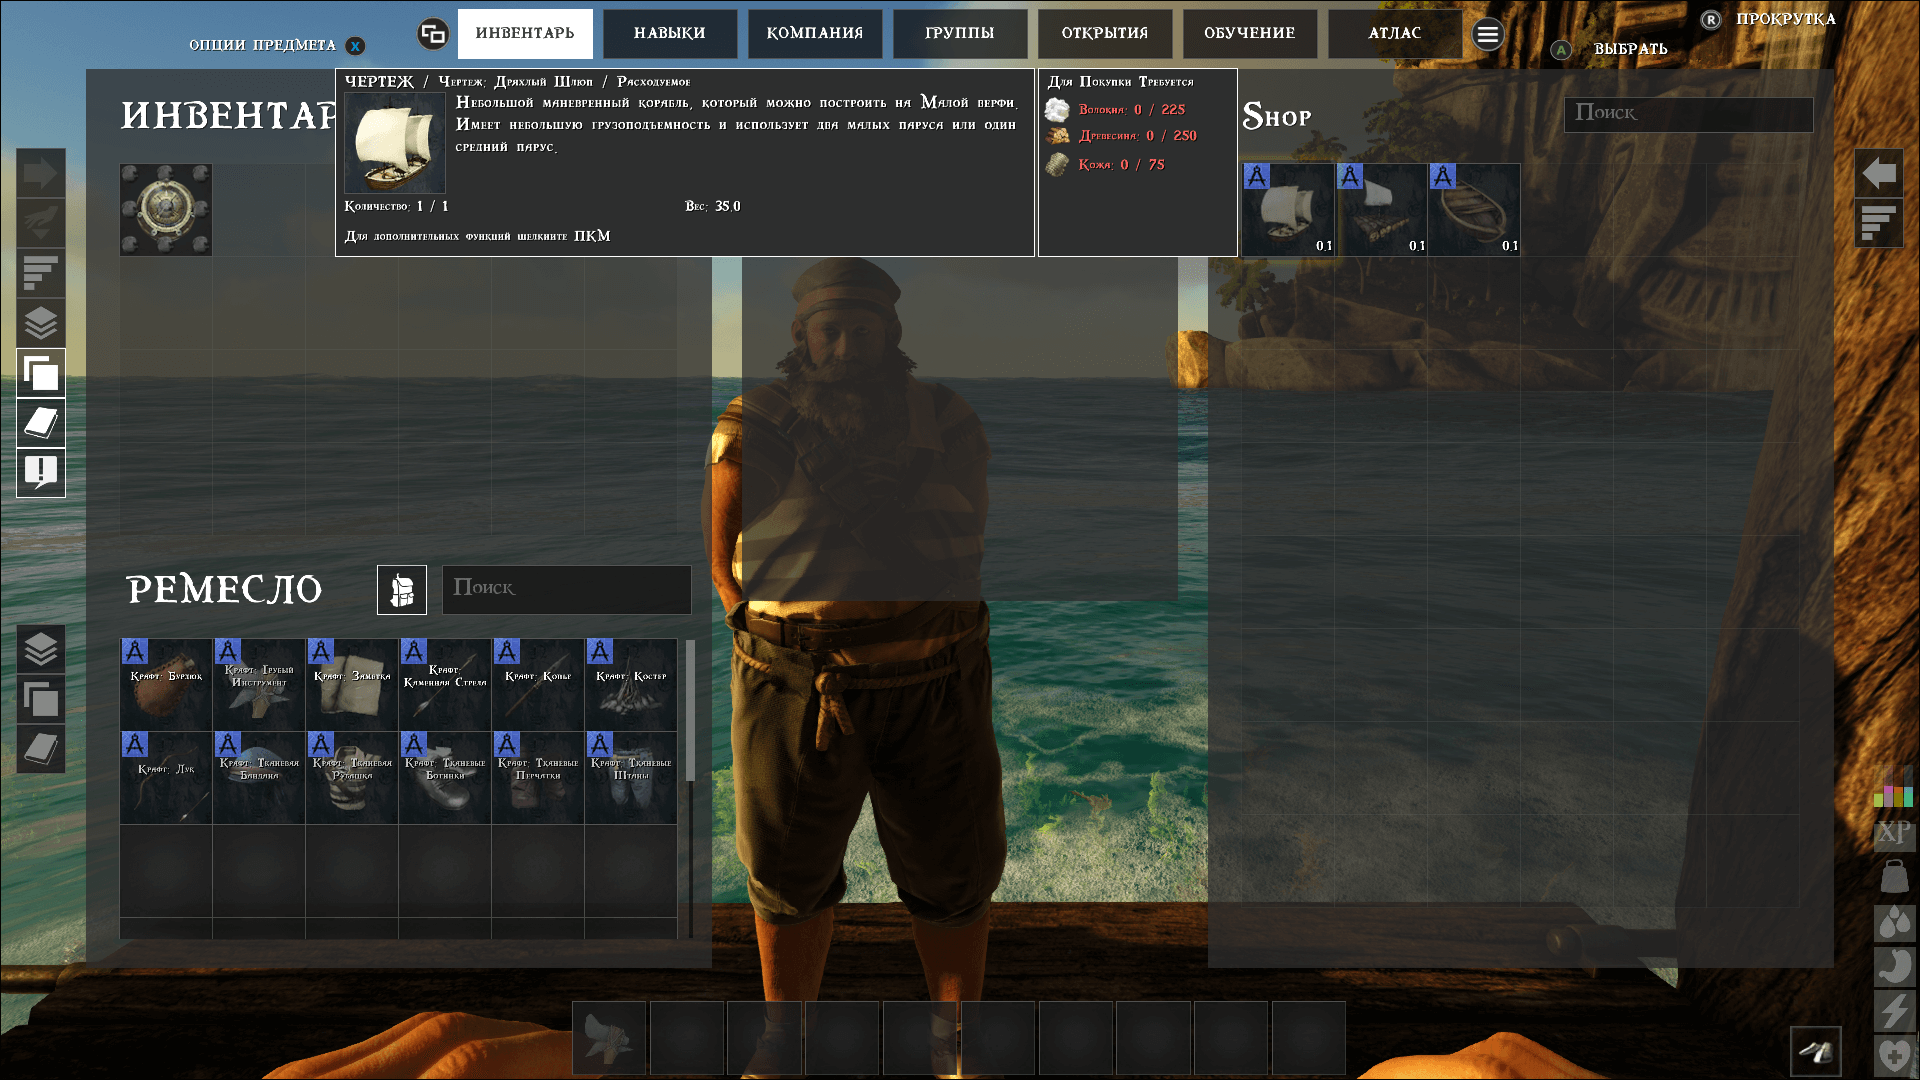 ОПЦИИ ПРЕДМЕТА X
ИНВЕНТАРЬ
НАВЫКИ
КОМПАНИЯ
ГРУППЫ
ОТКРЫТИЯ
ОБУЧЕНИЕ
АТЛАС
R ПРОКРУТКА
A ВЫБРАТЬ
ИНВЕНТАР
ЧЕРТЕЖ / Чертеж: Дряхлый Шлюп / Расходуемое
Небольшой маневренный корабль, который можно построить на Малой верфи.
Имеет небольшую грузоподъемность и использует два малых паруса или один
средний парус.
Количество: 1 / 1
Вес: 35.0
Для дополнительных функций щелкните ПКМ
Для Покупки Требуется
Волокна: 0 / 225
Древесина: 0 / 250
Кожа: 0 / 75
Shop
Поиск
0.1
0.1
0.1
РЕМЕСЛО
Поиск
Крафт: Бурдюк
Крафт: Грубый
Инструмент
Крафт: Заметка
Крафт:
Каменная Стрела
Крафт: Копье
Крафт: Костер
Крафт: Лук
Крафт: Тканевая
Бандана
Крафт: Тканевая
Рубашка
Крафт: Тканевые
Ботинки
Крафт: Тканевые
Перчатки
Крафт: Тканевые
Штаны
XP